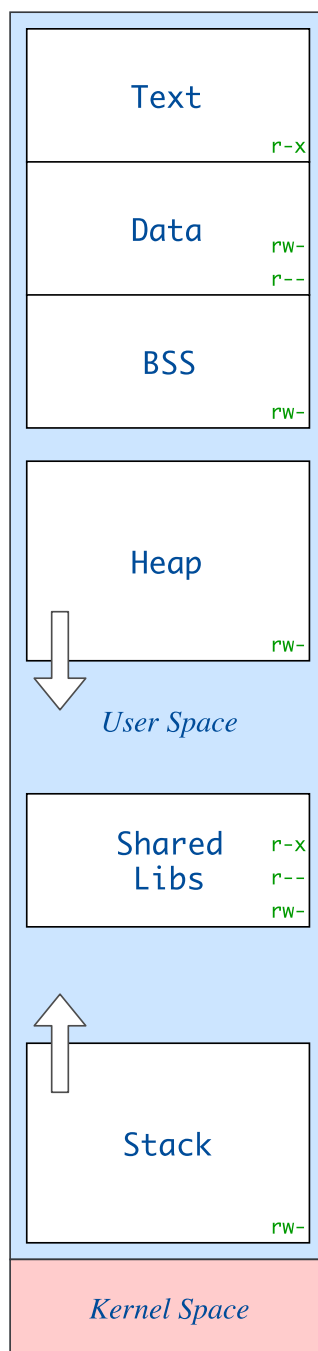 Text
r-x
Data
rw-
r--
BSS
rw-
Heap
rw-
User Space
Shared
Libs
r-x
r--
rw-
Stack
rw-
Kernel Space